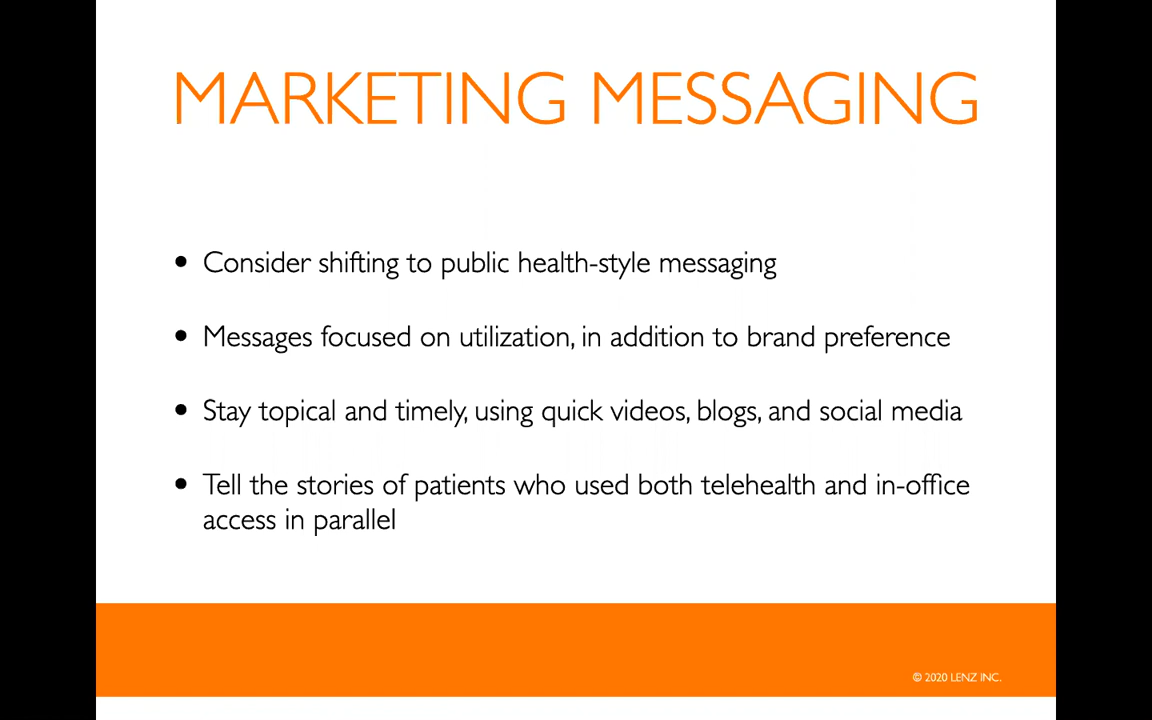 MARKETING MESSAGING
• Consider shifting to public health-style messaging
• Messages focused on utilization, in addition to brand preference
• Stay topical and timely, using quick videos, blogs, and social media
• Tell the stories of patients who used both telehealth and in-office
access in parallel
© 2020 LENZ INC.